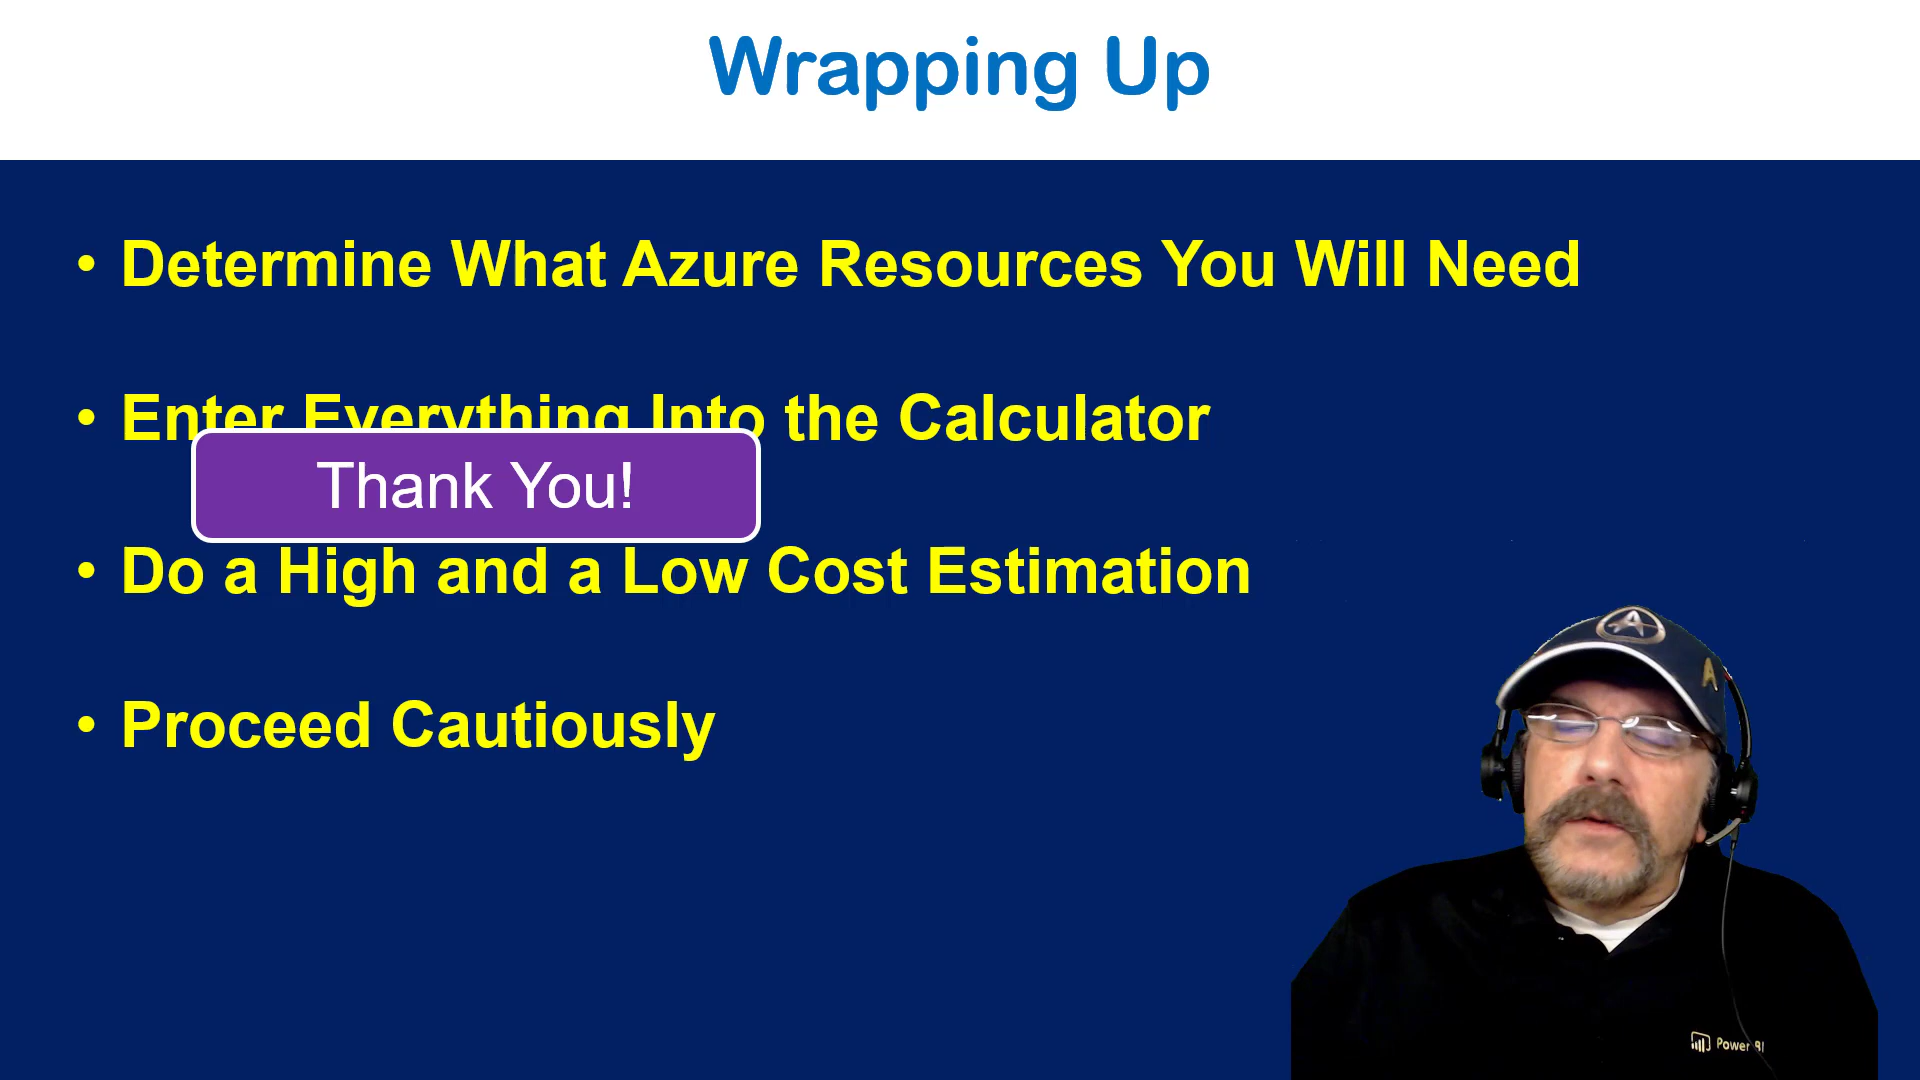 Wrapping Up
• Determine What Azure Resources You Will Need
• Enter Everything Into the Calculator
Thank You!
• Do a High and a Low Cost Estimation
• Proceed Cautiously
Power BI